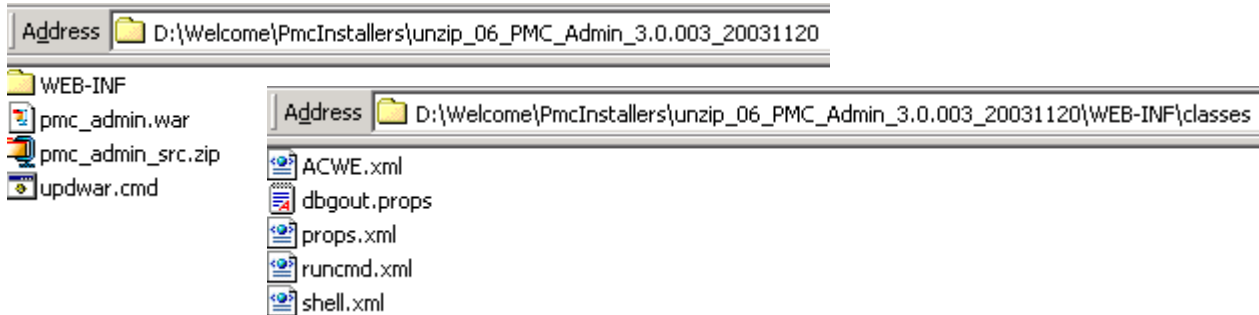 Address D:\Welcome\PmcInstallers\unzip_06_PMC_Admin_3.0.003_20031120
WEB-INF
pmc_admin.war
pmc_admin_src.zip
updwar.cmd
Address D:\Welcome\PmcInstallers\unzip_06_PMC_Admin_3.0.003_20031120\WEB-INF\classes
ACWE.xml
dbgout.props
props.xml
runcmd.xml
shell.xml